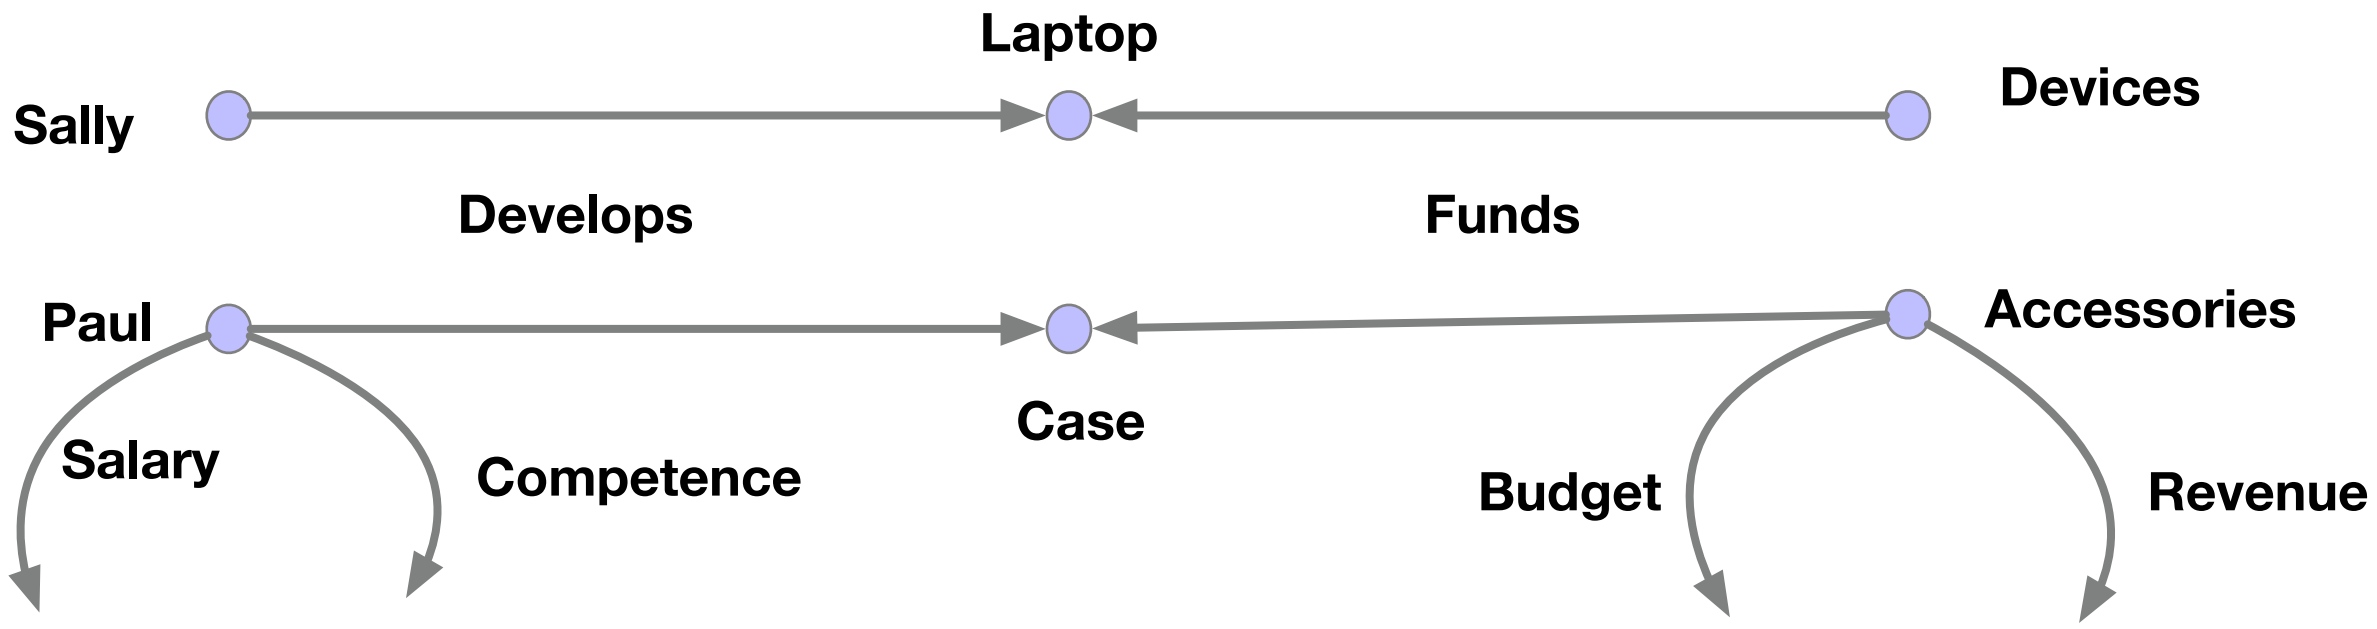 Laptop
Devices
Sally
Develops
Funds
Paul
Accessories
Case
Salary
Competence
Budget
Revenue